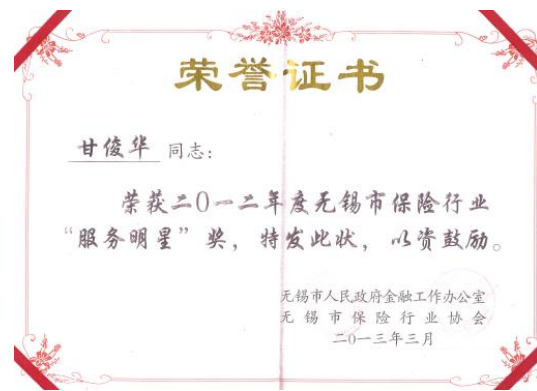 荣誉证书
甘俊华 同志：
荣获二〇一二年度无锡市保险行业
“服务明星”奖，特发此状，以资鼓励。
无锡市人民政府金融工作办公室
无锡市保险行业协会
二〇一三年三月